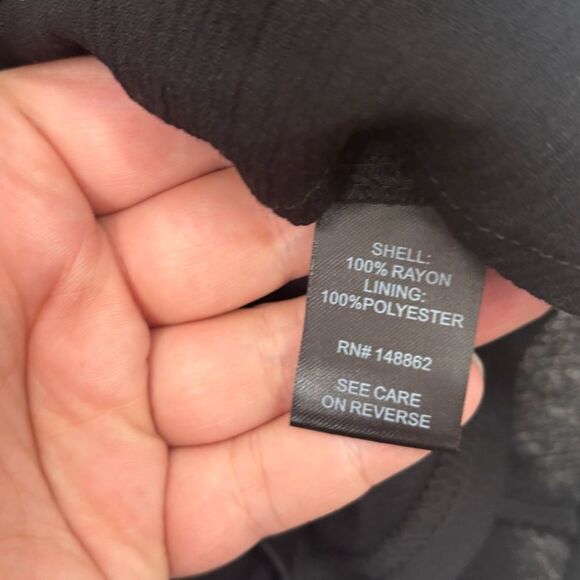 SHELL:
100% RAYON
LINING:
100%POLYESTER
RN# 148862
SEE CARE
ON REVERSE